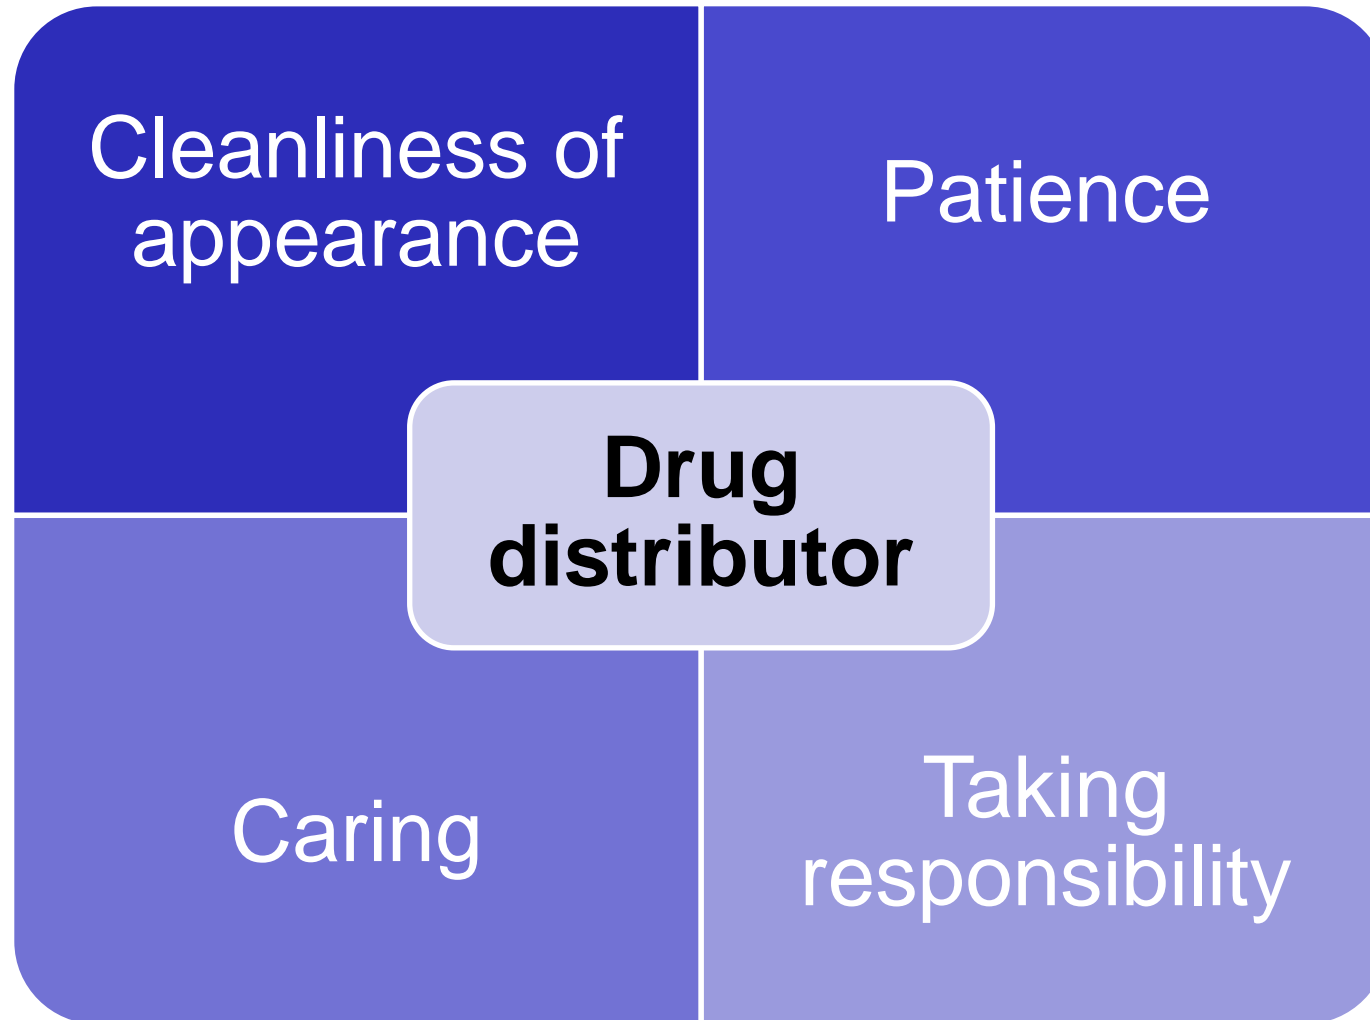 Cleanliness of
appearance
Patience
Drug
distributor
Caring
Taking
responsibility